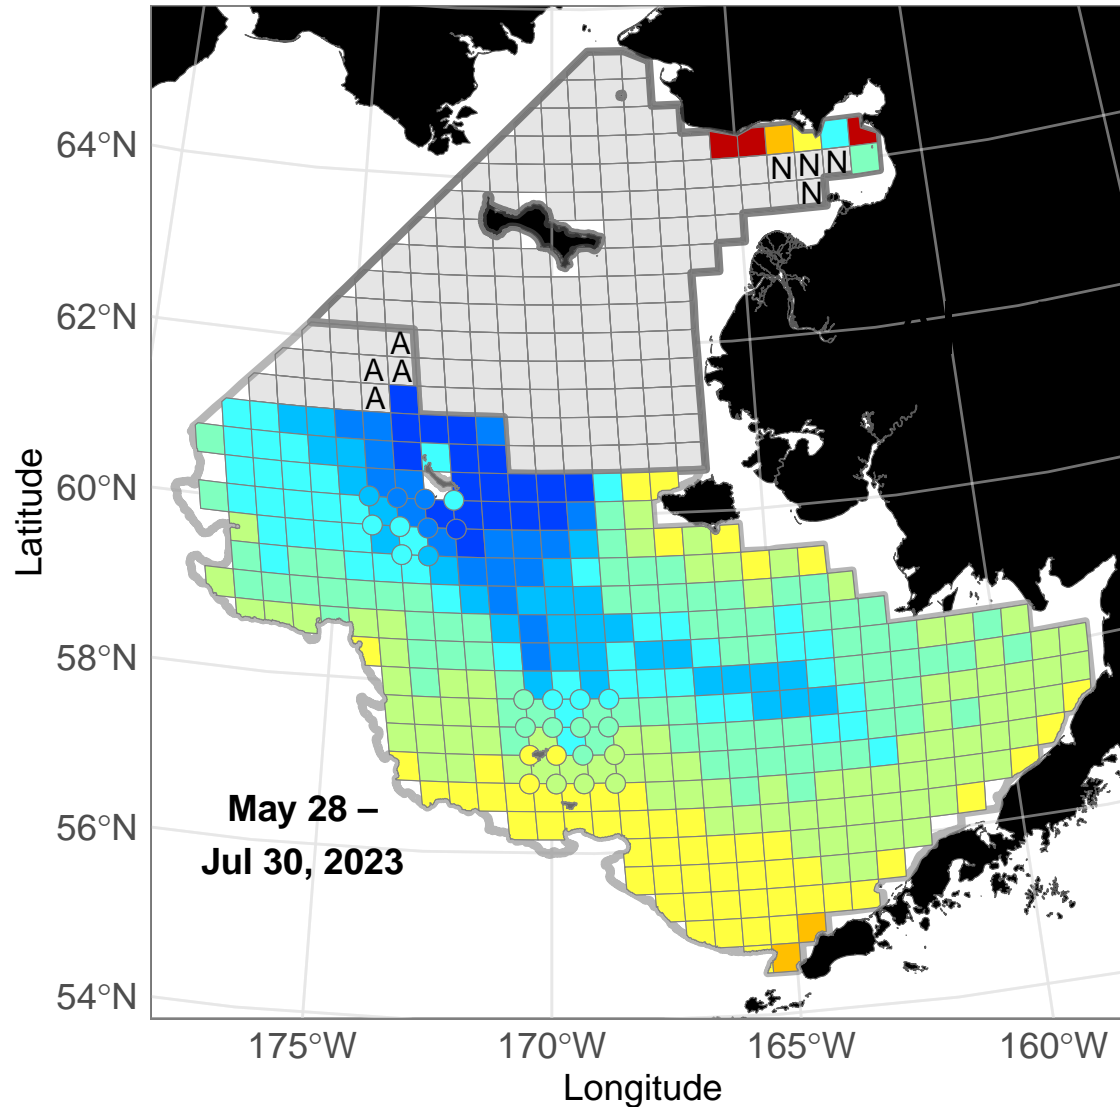 64°N
N N N
N
62°N
A
A A
A
60°N
Latitude
58°N
May 28 –
Jul 30, 2023
56°N
54°N
175°W 170°W 165°W 160°W
Longitude